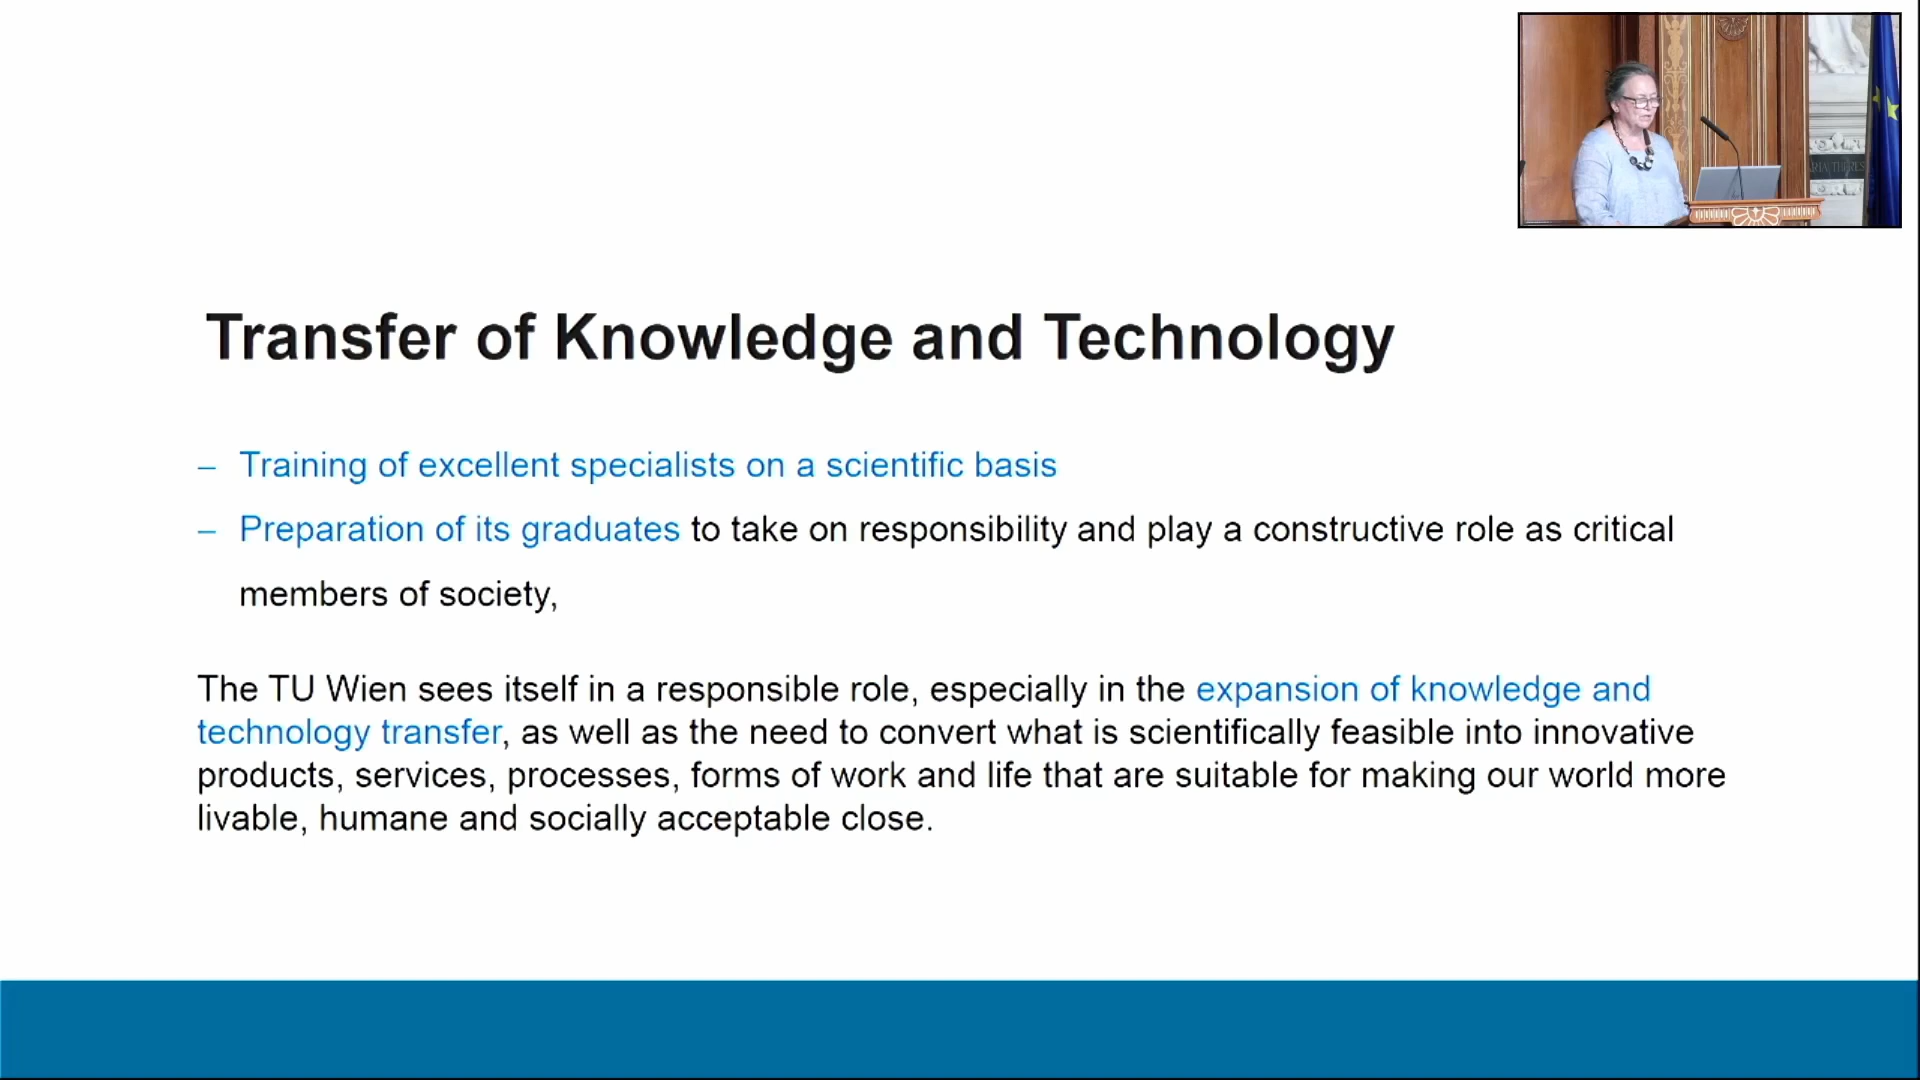 Transfer of Knowledge and Technology
– Training of excellent specialists on a scientific basis
– Preparation of its graduates to take on responsibility and play a constructive role as critical
members of society,
The TU Wien sees itself in a responsible role, especially in the expansion of knowledge and
technology transfer, as well as the need to convert what is scientifically feasible into innovative
products, services, processes, forms of work and life that are suitable for making our world more
livable, humane and socially acceptable close.